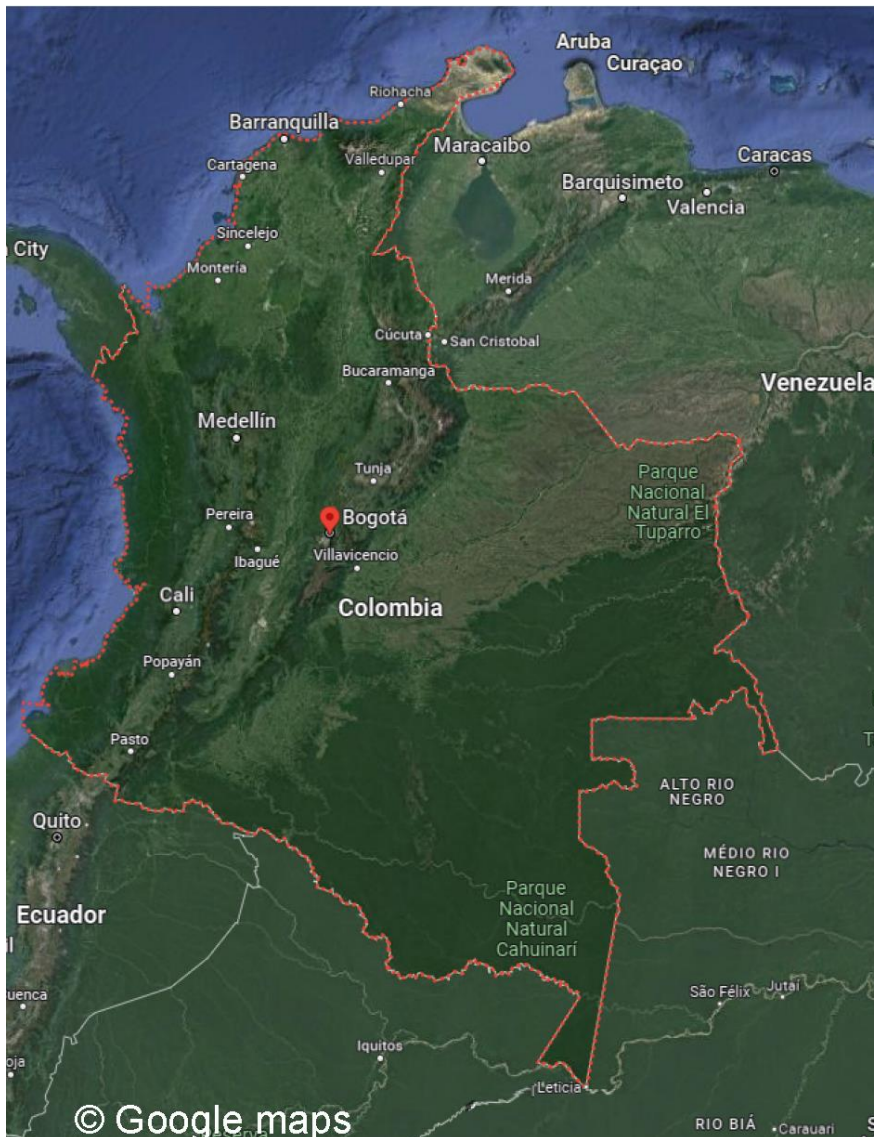 Aruba
Curaçao
Riohacha
Barranquilla
Maracaibo
Caracas
Valledupar
Cartagena
Barquisimeto
Valencia
Sincelejo
City
Montería
Merida
Cúcuta
San Cristobal
Bucaramanga
Venezuela
Medellín
Tunja
Parque
Nacional
Natural El
Tuparro
Pereira
Bogotá
Ibagué
Villavicencio
Cali
Colombia
Popayán
Pasto
ALTO RIO
NEGRO
Quito
MÉDIO RIO
NEGRO I
Parque
Nacional
Natural
Cahuinarí
Ecuador
São Félix
Jutaí
uenca
Iquitos
oja
Leticia
© Google maps
RIO BIÁ
Carauari